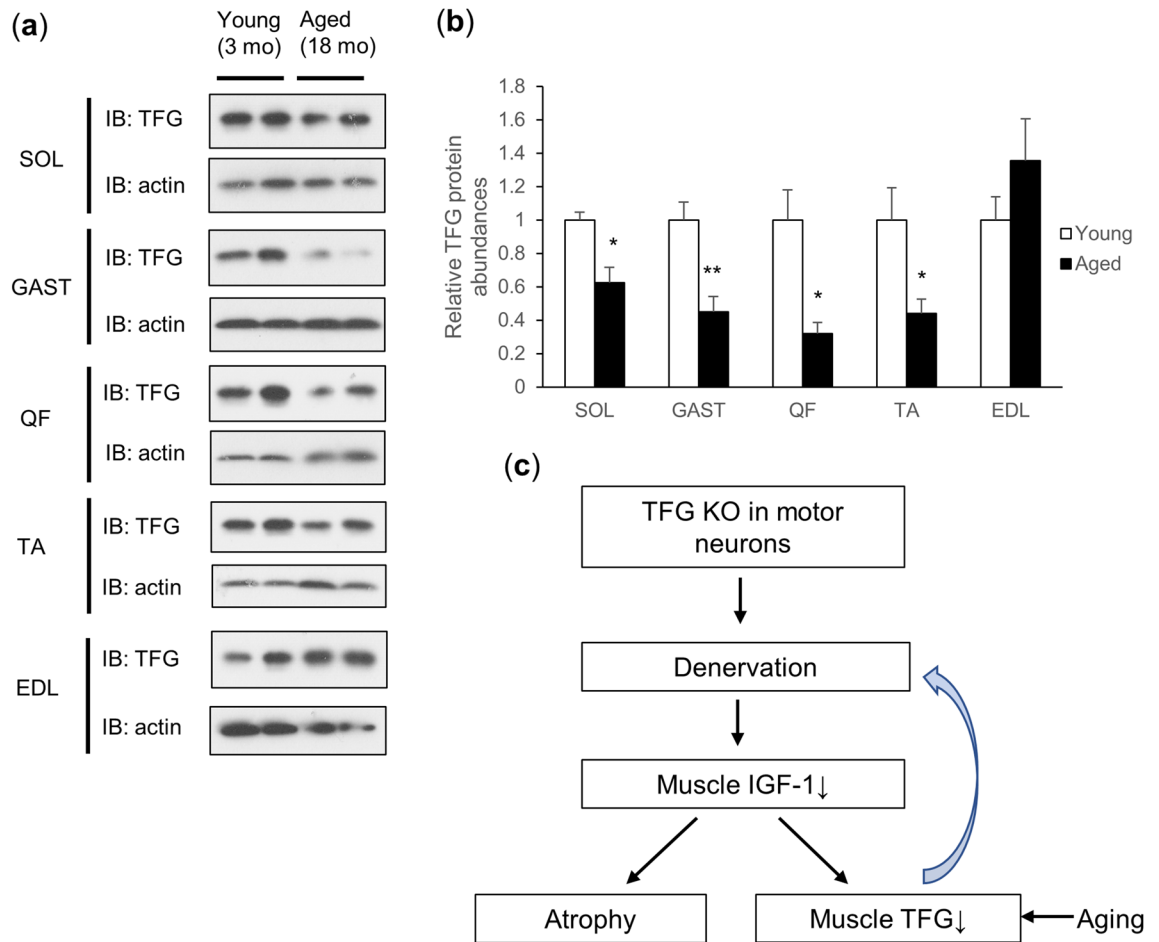 (a)
Young Aged
(3 mo) (18 mo)
SOL
IB: TFG
IB: actin
GAST
IB: TFG
IB: actin
QF
IB: TFG
IB: actin
TA
IB: TFG
IB: actin
EDL
IB: TFG
IB: actin
(b)
Relative TFG protein
abundances
1.8
1.6
1.4
1.2
1
0.8
0.6
0.4
0.2
0
*
**
*
*
SOL GAST QF TA EDL
Young
Aged
(c)
TFG KO in motor
neurons
Denervation
Muscle IGF-1↓
Atrophy
Muscle TFG↓
Aging